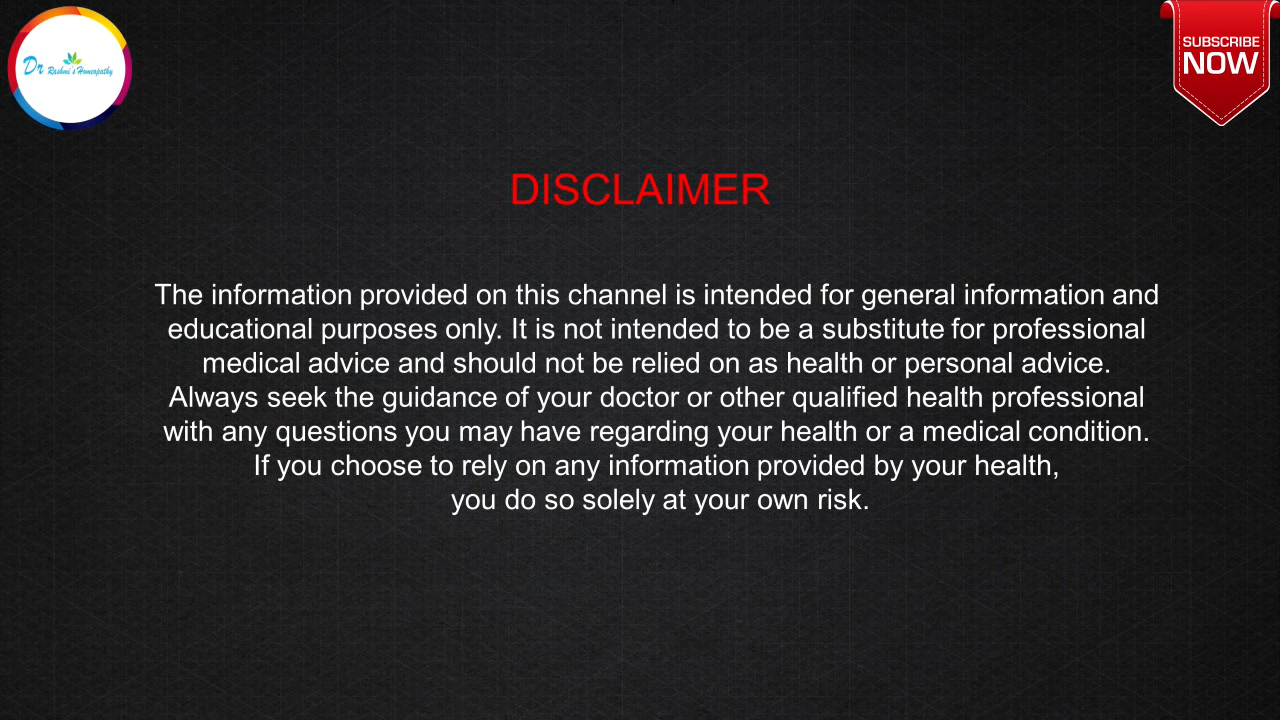 Dr Rashmi's Homeopathy
SUBSCRIBE
NOW
DISCLAIMER
The information provided on this channel is intended for general information and
educational purposes only. It is not intended to be a substitute for professional
medical advice and should not be relied on as health or personal advice.
Always seek the guidance of your doctor or other qualified health professional
with any questions you may have regarding your health or a medical condition.
If you choose to rely on any information provided by your health,
you do so solely at your own risk.